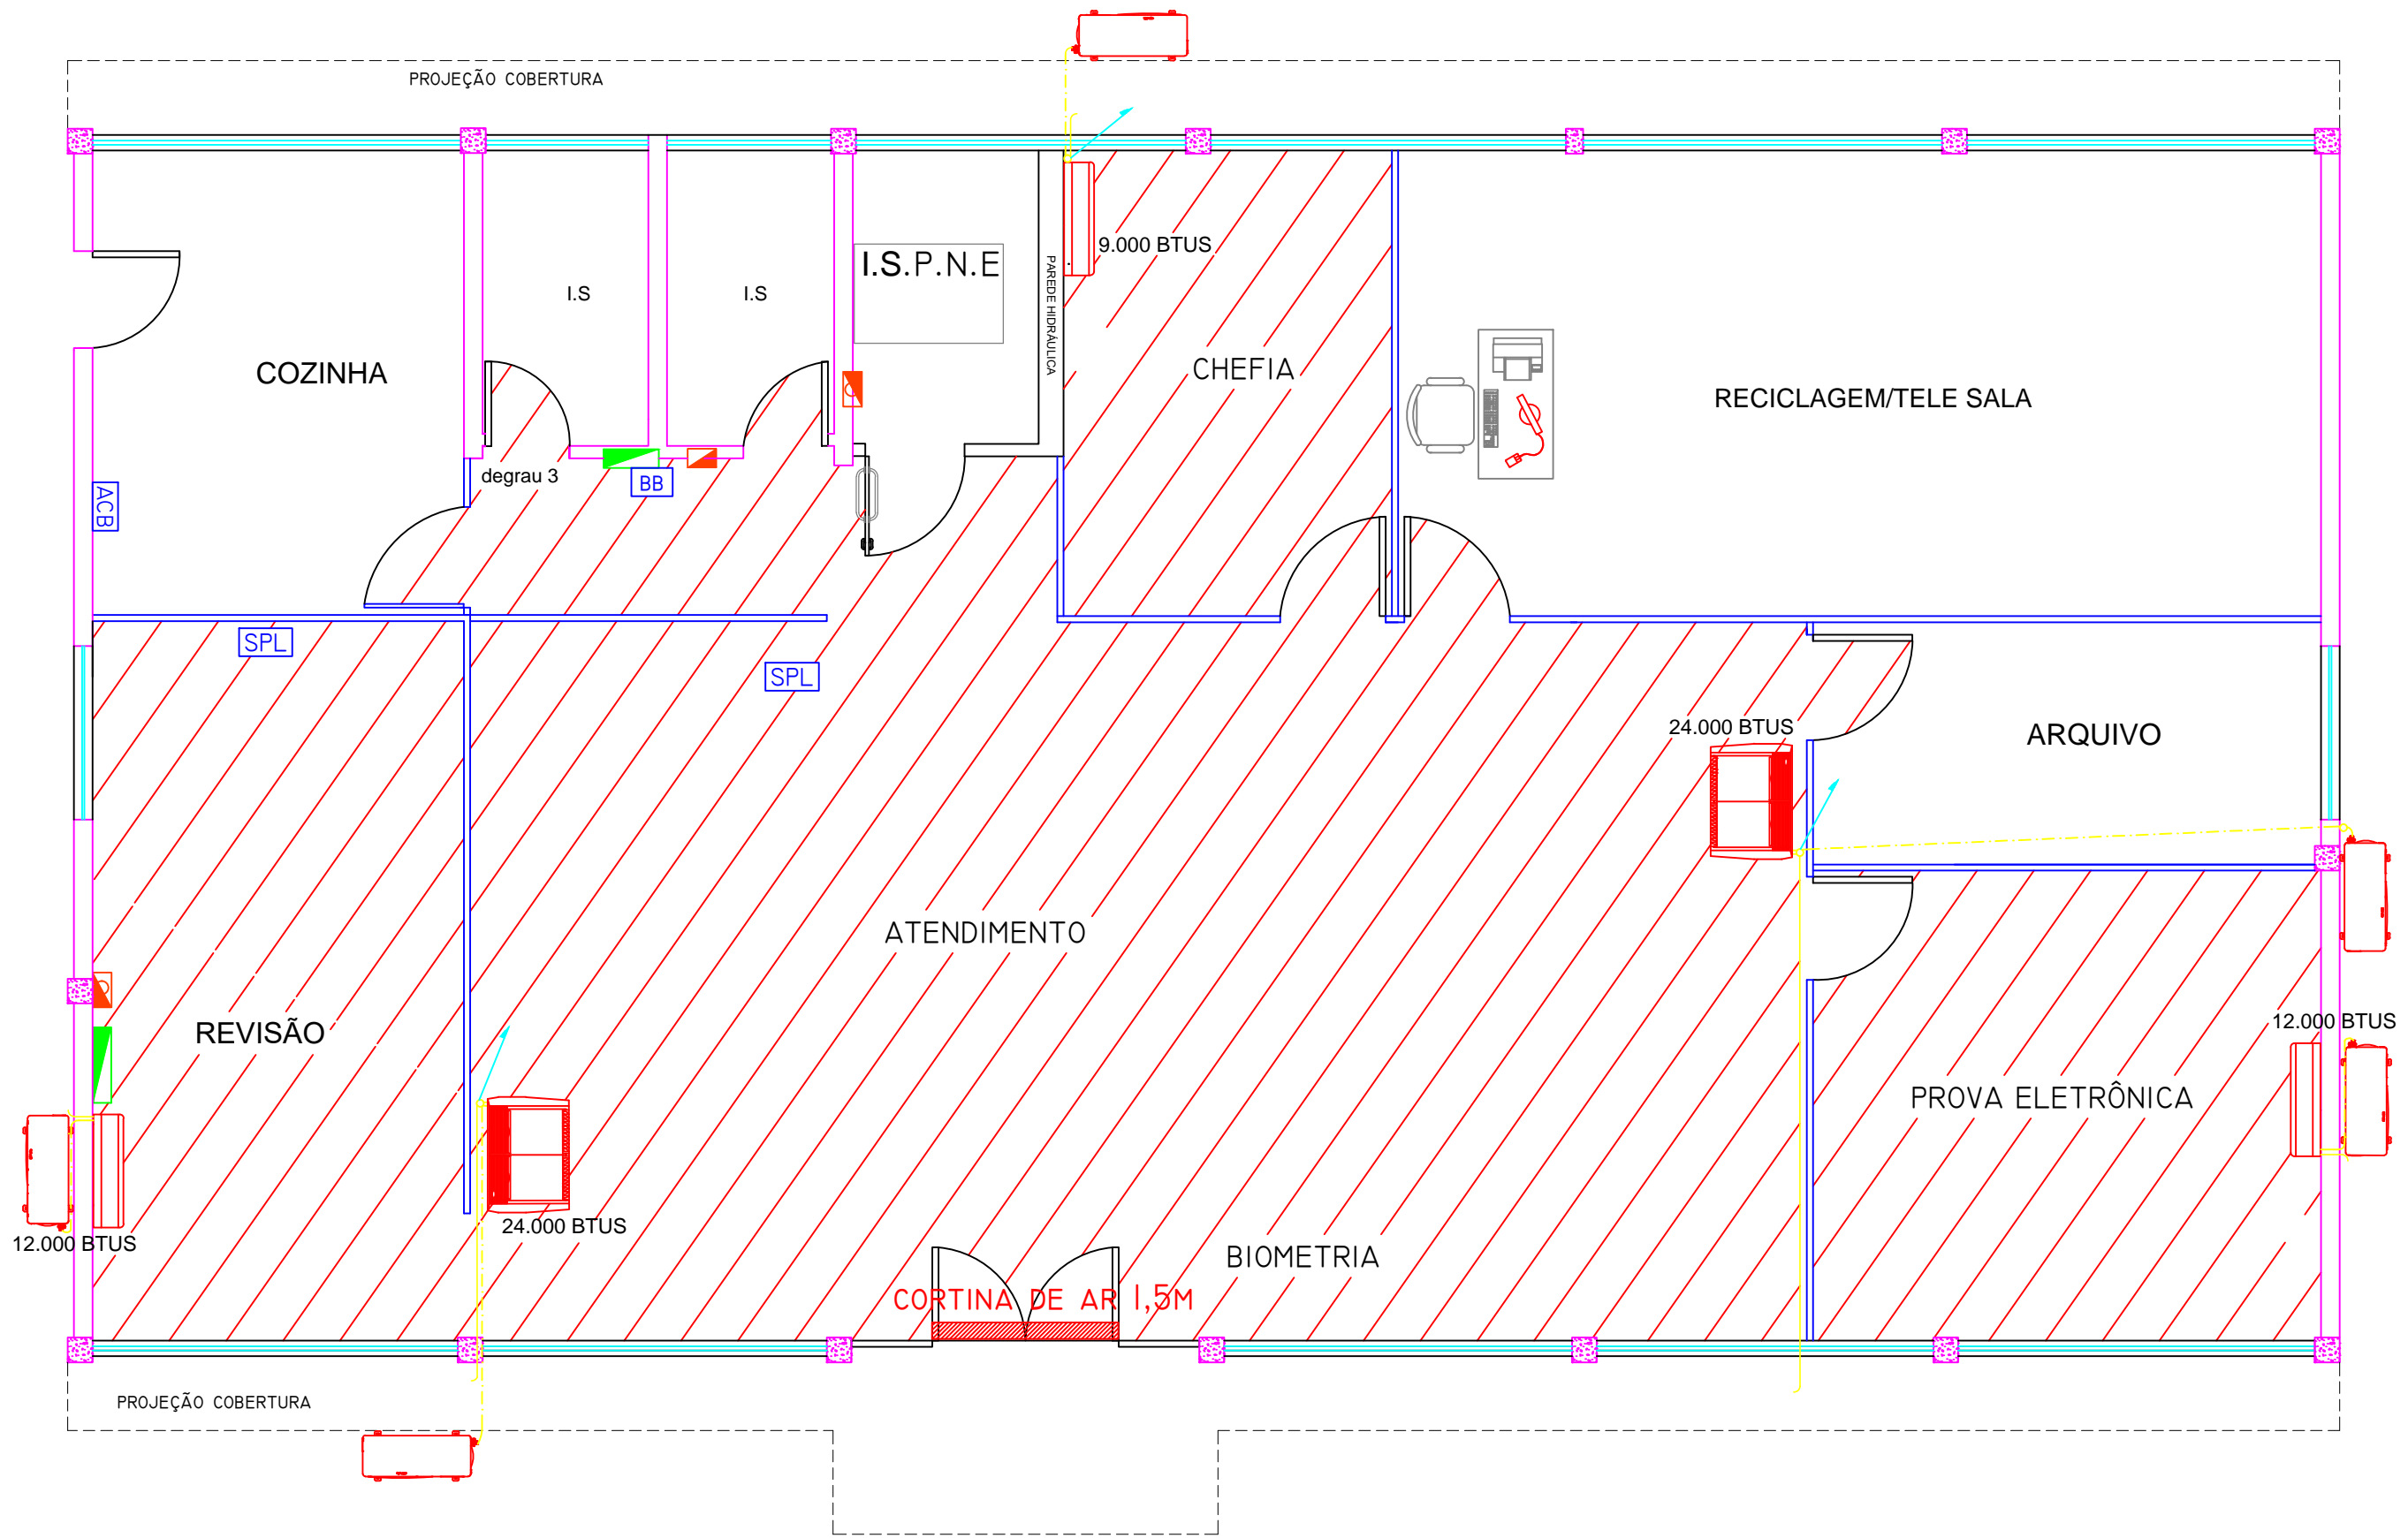 PROJEÇÃO COBERTURA
9.000 BTUS
I.S.P.N.E
PAREDE HIDRÁULICA
I.S
I.S
COZINHA
CHEFIA
RECICLAGEM/TELE SALA
degrau 3
BB
ACB
SPL
SPL
24.000 BTUS
ARQUIVO
ATENDIMENTO
REVISÃO
12.000 BTUS
PROVA ELETRÔNICA
24.000 BTUS
12.000 BTUS
BIOMETRIA
CORTINA DE AR 1,5M
PROJEÇÃO COBERTURA